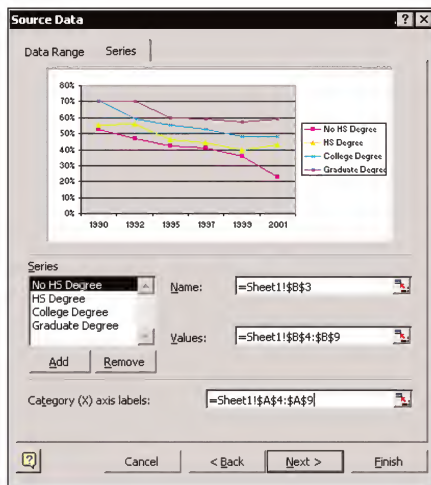 Source Data
Data Range Series
80%
70%
60%
50%
40%
30%
20%
10%
0%
1990 1992 1995 1997 1999 2001
No HS Degree
HS Degree
College Degree
Graduate Degree
Series
No HS Degree
HS Degree
College Degree
Graduate Degree
Add Remove
Name: =Sheet1!$B$3
Values: =Sheet1!$B$4:$B$9
Category (X) axis labels: =Sheet1!$A$4:$A$9
Cancel < Back Next > Finish